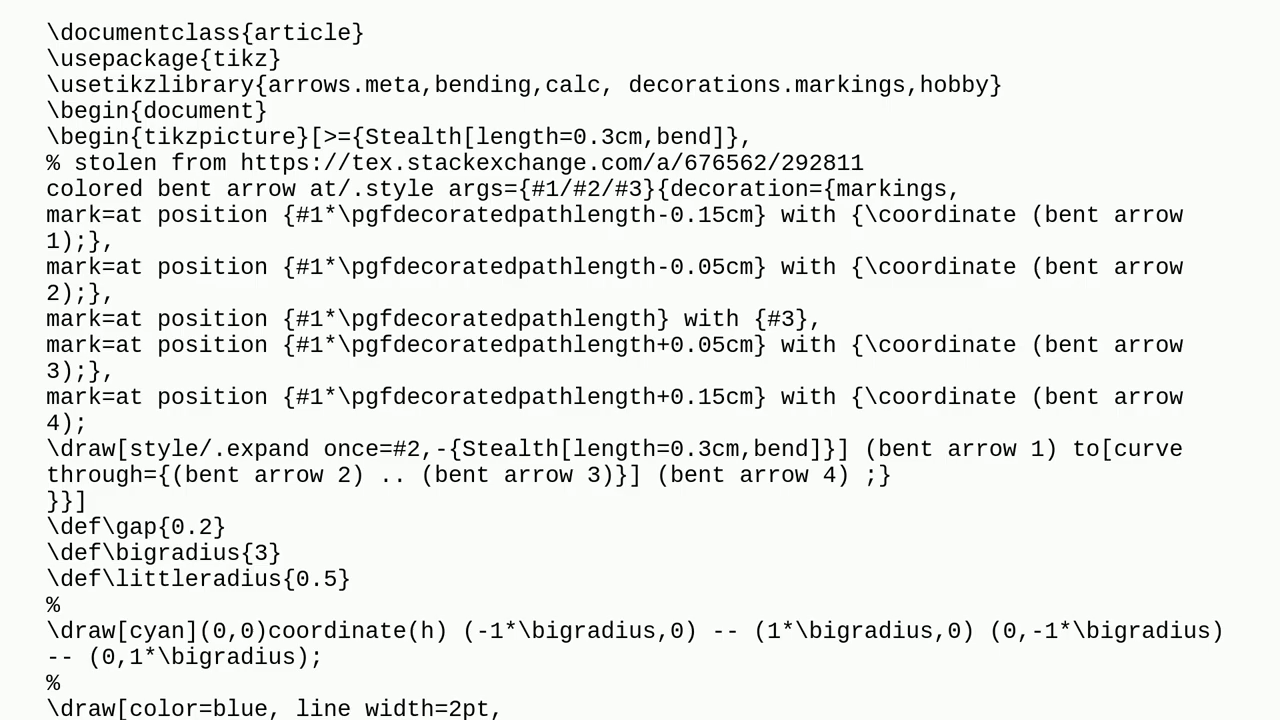 \documentclass{article}
\usepackage{tikz}
\usetikzlibrary{arrows.meta,bending,calc, decorations.markings,hobby}
\begin{document}
\begin{tikzpicture}[>={Stealth[length=0.3cm,bend]},
% stolen from https://tex.stackexchange.com/a/676562/292811
colored bent arrow at/.style args={#1/#2/#3}{decoration={markings,
mark=at position {#1*\pgfdecoratedpathlength-0.15cm} with {\coordinate (bent arrow
1);},
mark=at position {#1*\pgfdecoratedpathlength-0.05cm} with {\coordinate (bent arrow
2);},
mark=at position {#1*\pgfdecoratedpathlength} with {#3},
mark=at position {#1*\pgfdecoratedpathlength+0.05cm} with {\coordinate (bent arrow
3);},
mark=at position {#1*\pgfdecoratedpathlength+0.15cm} with {\coordinate (bent arrow
4);
\draw[style/.expand once=#2,-{Stealth[length=0.3cm,bend]}] (bent arrow 1) to[curve
through={(bent arrow 2) .. (bent arrow 3)}] (bent arrow 4) ;}
}}]
\def\gap{0.2}
\def\bigradius{3}
\def\littleradius{0.5}
%
\draw[cyan](0,0)coordinate(h) (-1*\bigradius,0) -- (1*\bigradius,0) (0,-1*\bigradius)
-- (0,1*\bigradius);
%
\draw[color=blue, line width=2pt,